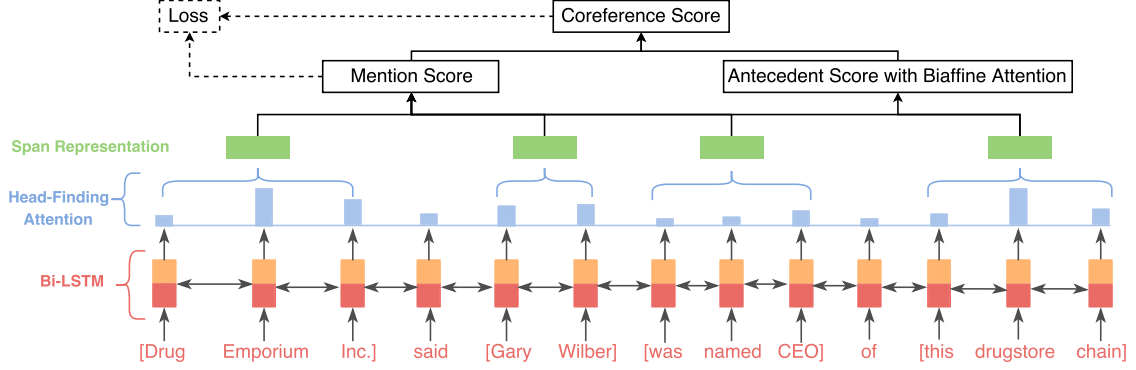 Loss
Coreference Score
Mention Score
Antecedent Score with Biaffine Attention
Span Representation
Head-Finding
Attention
Bi-LSTM
[Drug Emporium Inc.] said [Gary Wilber] [was named CEO] of [this drugstore chain]